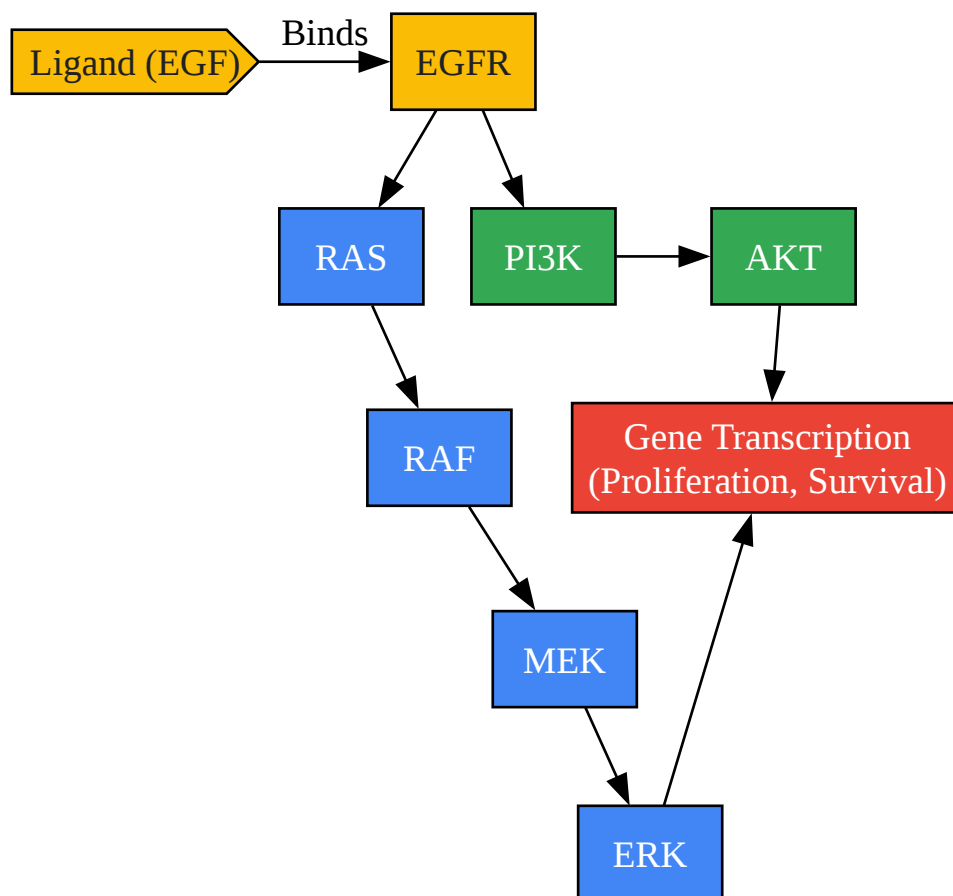 Binds
Ligand (EGF)
EGFR
RAS
PI3K
AKT
RAF
Gene Transcription
(Proliferation, Survival)
MEK
ERK